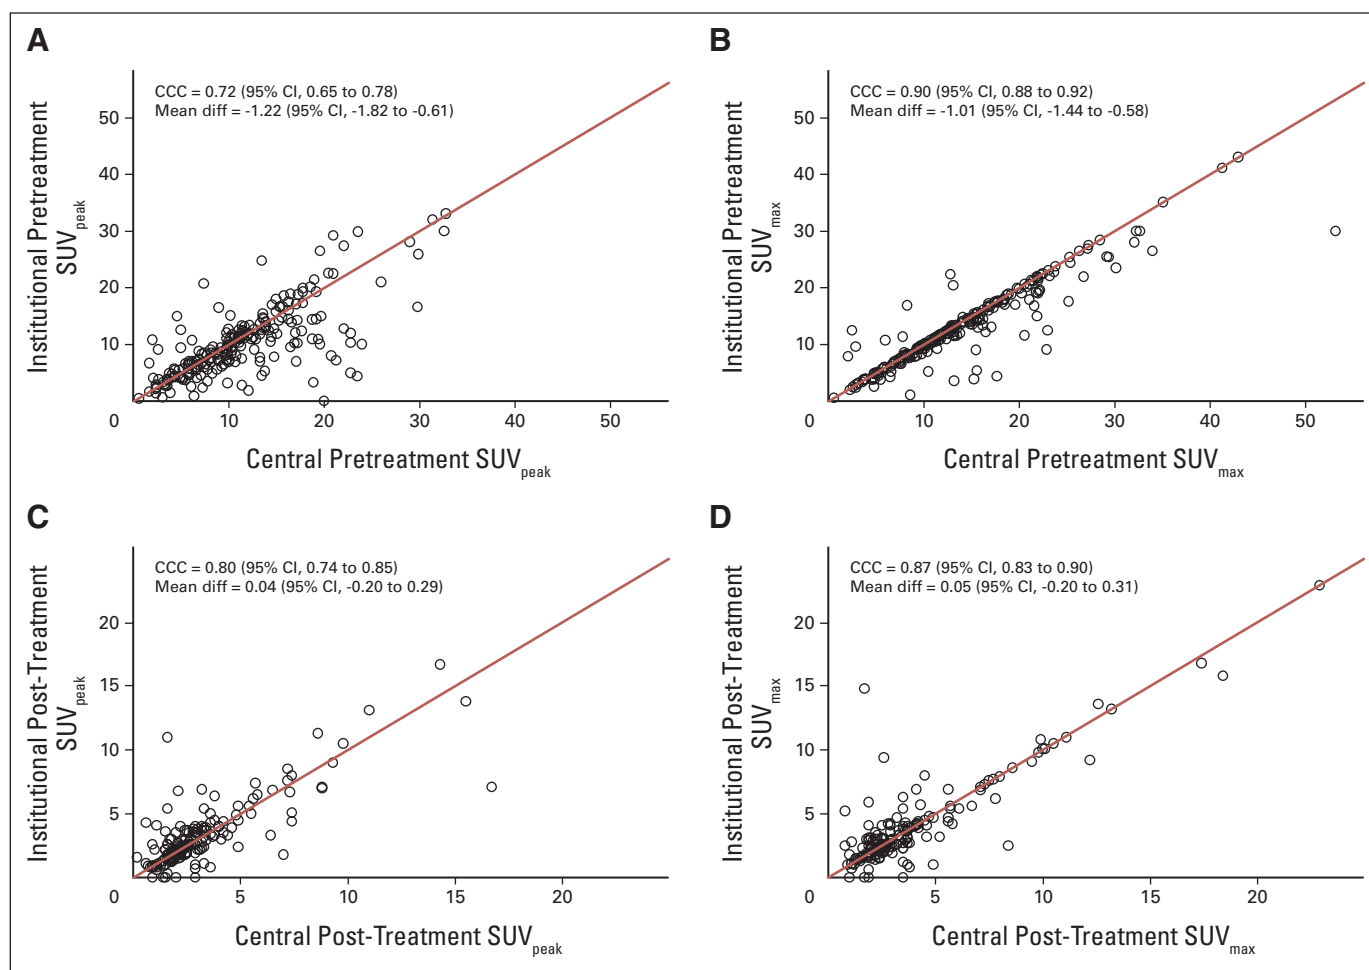 A
CCC = 0.72 (95% CI, 0.65 to 0.78)
Mean diff = -1.22 (95% CI, -1.82 to -0.61)
Institutional Pretreatment
SUVpeak
50
40
30
20
10
0
10
20
30
40
50
Central Pretreatment SUVpeak
B
CCC = 0.90 (95% CI, 0.88 to 0.92)
Mean diff = -1.01 (95% CI, -1.44 to -0.58)
Institutional Pretreatment
SUVmax
50
40
30
20
10
0
10
20
30
40
50
Central Pretreatment SUVmax
C
CCC = 0.80 (95% CI, 0.74 to 0.85)
Mean diff = 0.04 (95% CI, -0.20 to 0.29)
Institutional Post-Treatment
SUVpeak
20
15
10
5
0
5
10
15
20
Central Post-Treatment SUVpeak
D
CCC = 0.87 (95% CI, 0.83 to 0.90)
Mean diff = 0.05 (95% CI, -0.20 to 0.31)
Institutional Post-Treatment
SUVmax
20
15
10
5
0
5
10
15
20
Central Post-Treatment SUVmax